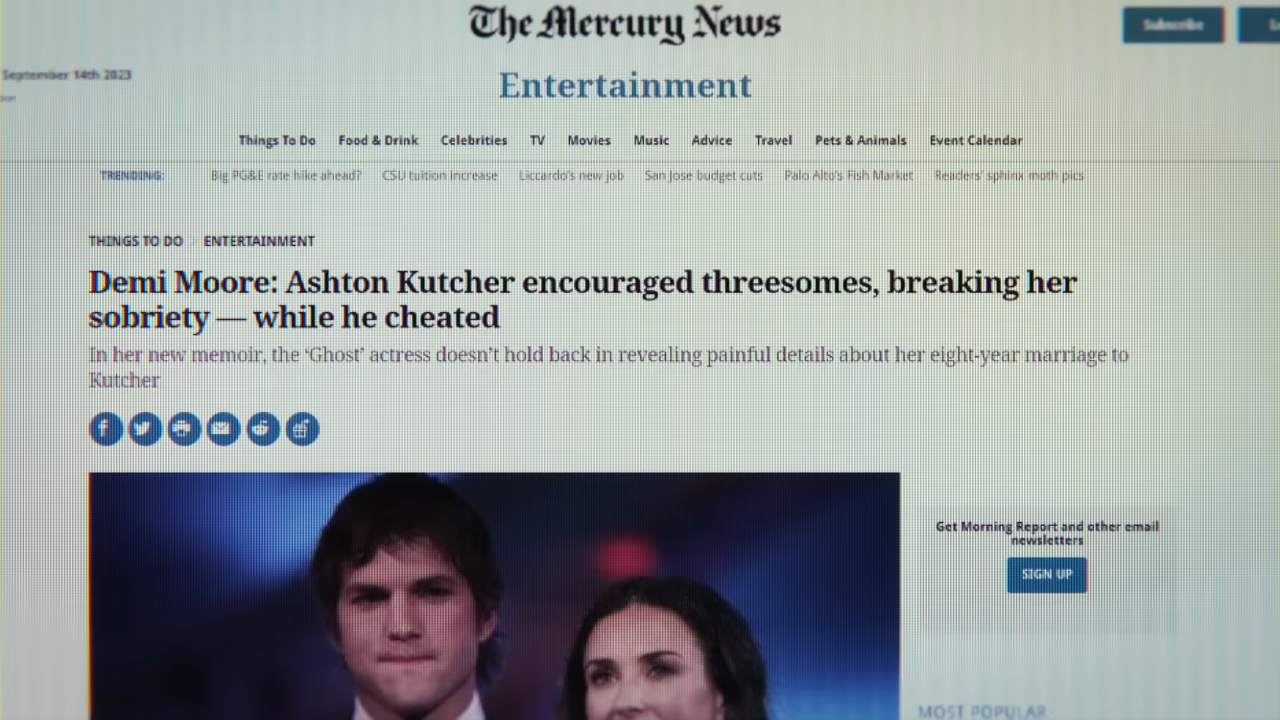 The Mercury News
Subscribe
September 14th 2023
Entertainment
Things To Do Food & Drink Celebrities TV Movies Music Advice Travel Pets & Animals Event Calendar
TRENDING: Big PG&E rate hike ahead? CSU tuition increase Liccardo's new job San Jose budget cuts Palo Alto's Fish Market Readers' sphinx moth pics
THINGS TO DO ENTERTAINMENT
Demi Moore: Ashton Kutcher encouraged threesomes, breaking her
sobriety — while he cheated
In her new memoir, the ‘Ghost’ actress doesn’t hold back in revealing painful details about her eight-year marriage to
Kutcher
Get Morning Report and other email
newsletters
SIGN UP
MOST POPULAR